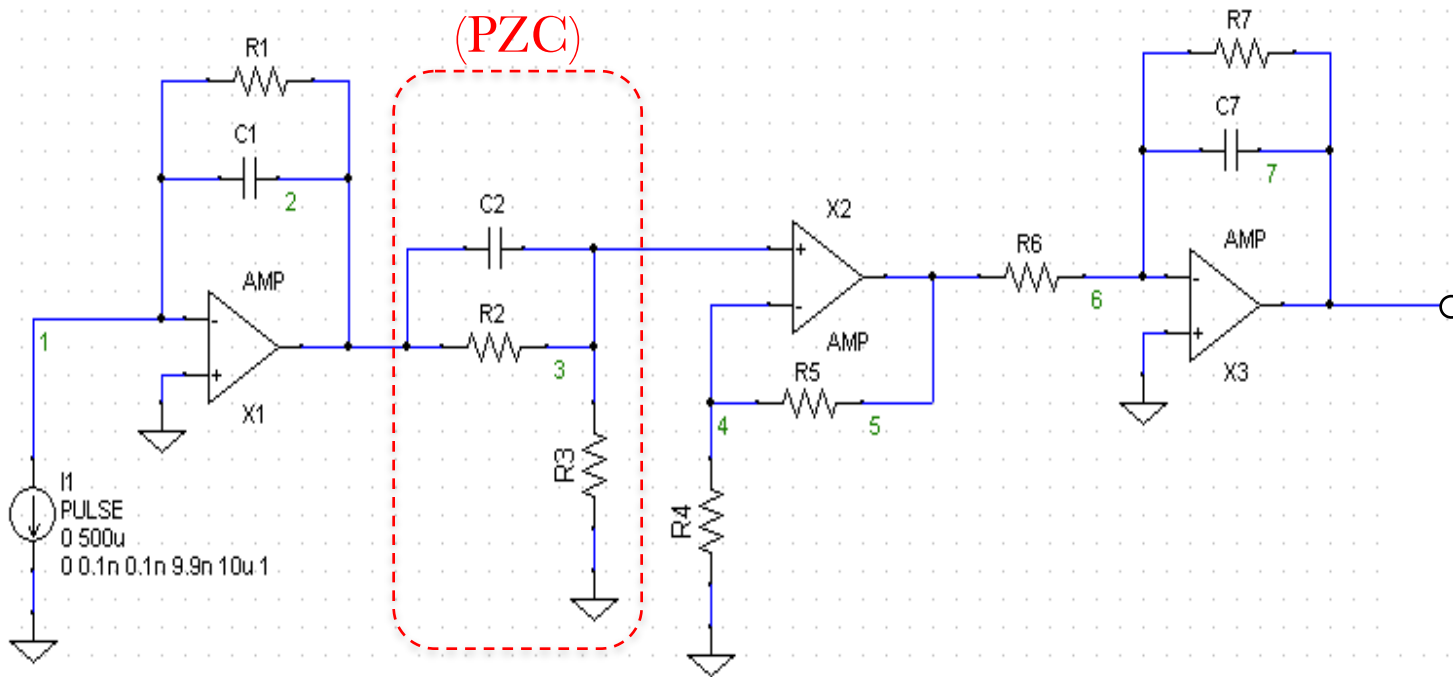 (PZC)
R1
C1
2
AMP
1
X1
I1
PULSE
0 500u
0 0.1n 0.1n 9.9n 10u 1
C2
R2
3
R3
X2
AMP
R5
4
5
R4
R6
6
R7
C7
7
AMP
X3